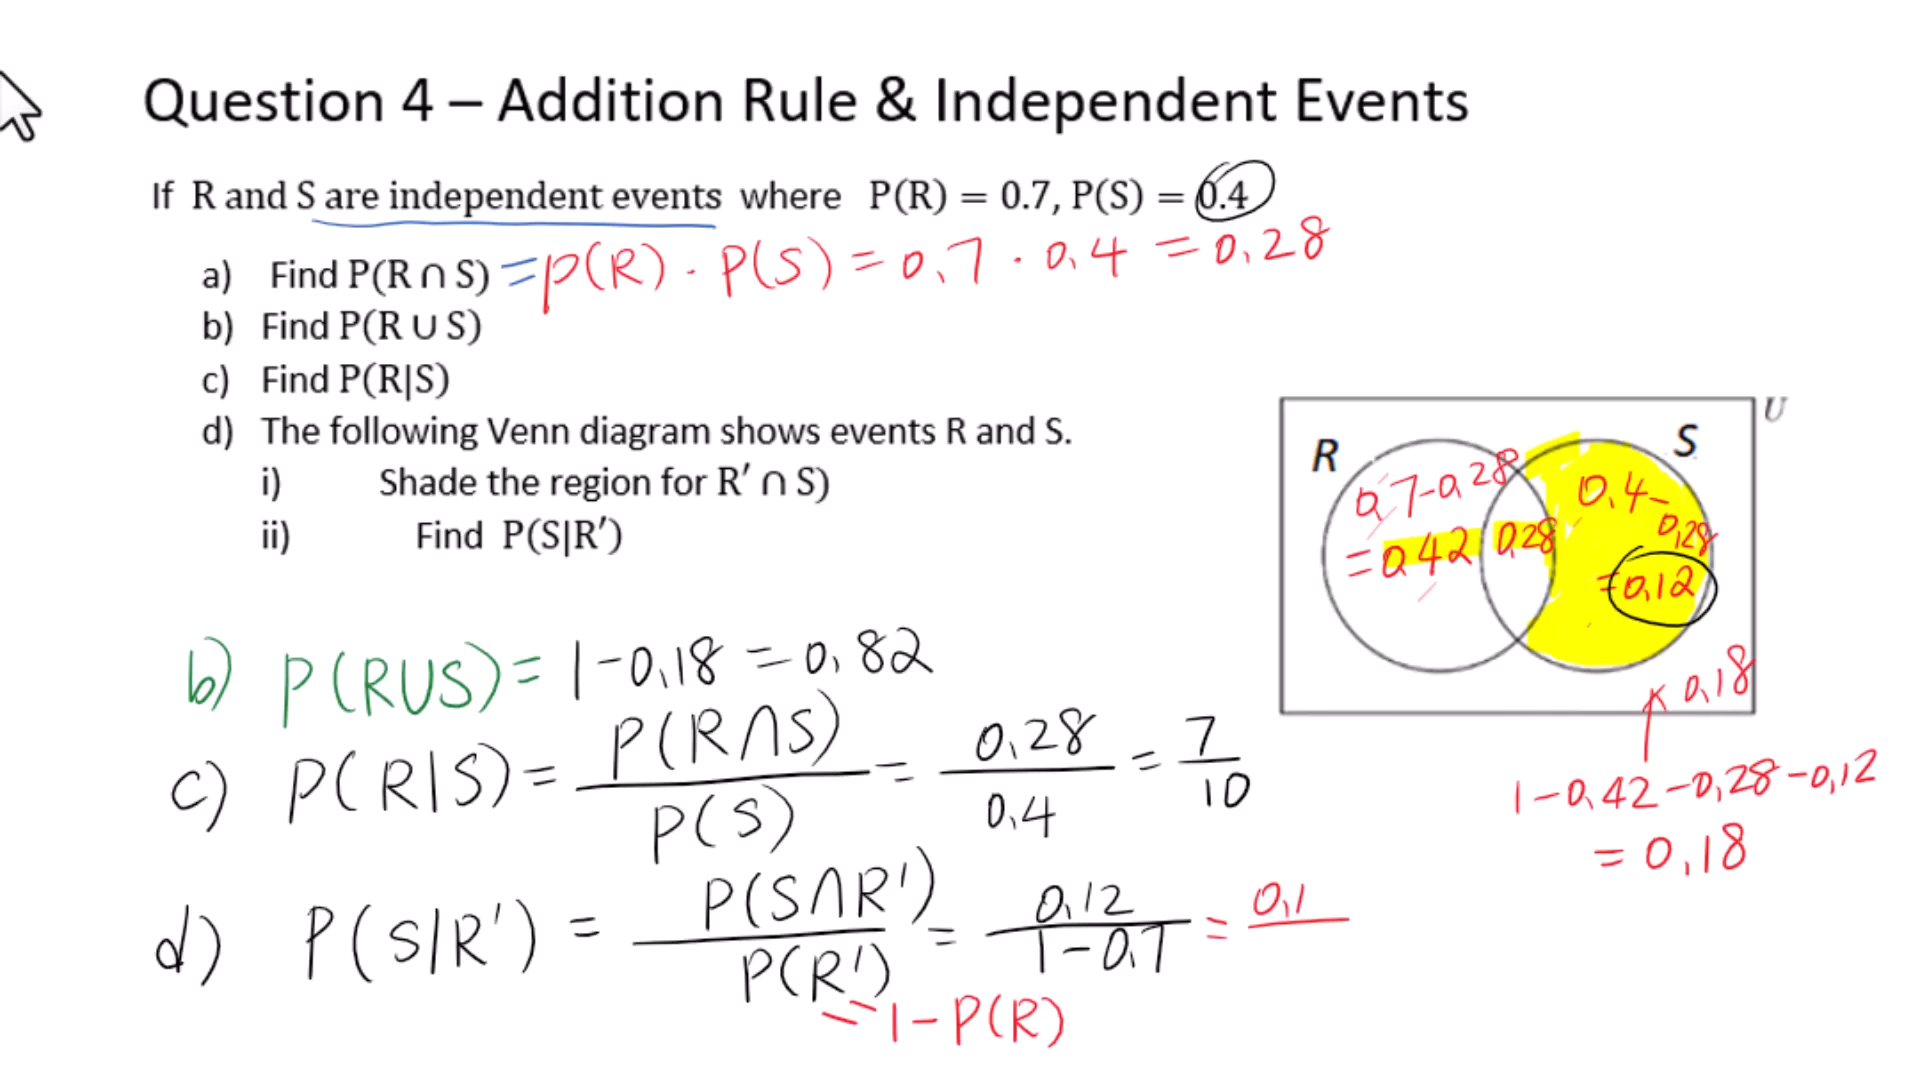 Question 4 – Addition Rule & Independent Events
If R and S are independent events where P(R) = 0.7, P(S) = 0.4
a) Find P(R ∩ S) = P(R) · P(S) = 0.7 · 0.4 = 0.28
b) Find P(R ∪ S)
c) Find P(R|S)
d) The following Venn diagram shows events R and S.
i) Shade the region for R′ ∩ S)
ii) Find P(S|R′)
U
R S
0.7-0.28 0.4-
0.28
=0.42 0.28
=0.12
0.18
1-0.42-0.28-0.12
= 0.18
b) P(RUS) = 1-0.18 = 0.82
c) P(R|S) = P(R∩S) / P(S) = 0.28 / 0.4 = 7 / 10
d) P(S|R') = P(S∩R') / P(R') = 0.12 / 1-0.7 = 0.1
=1-P(R)